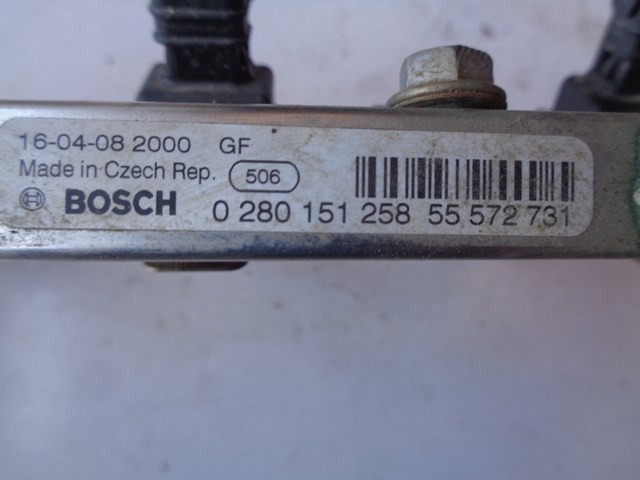 16-04-08 2000 GF
Made in Czech Rep. 506
BOSCH 0 280 151 258 55 572 731